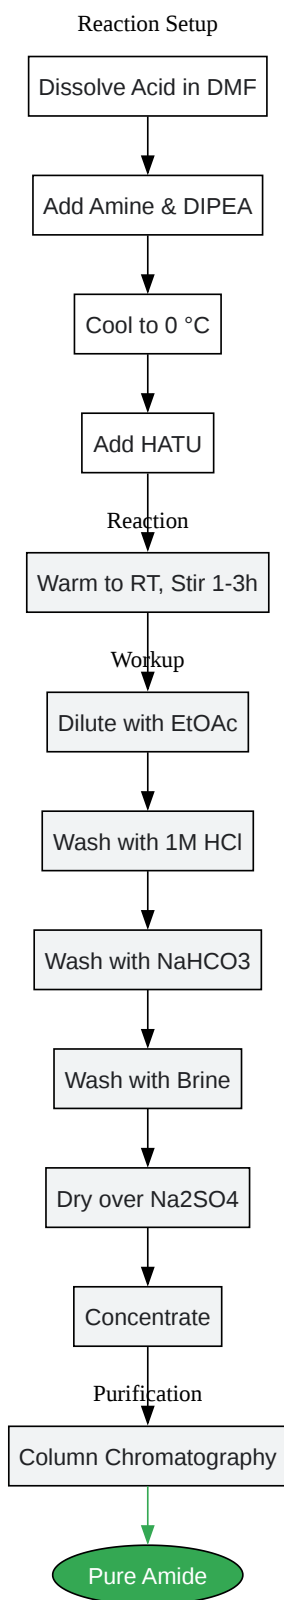 Reaction Setup
Dissolve Acid in DMF
Add Amine & DIPEA
Cool to 0 °C
Add HATU
Reaction
Warm to RT, Stir 1-3h
Workup
Dilute with EtOAc
Wash with 1M HCl
Wash with NaHCO3
Wash with Brine
Dry over Na2SO4
Concentrate
Purification
Column Chromatography
Pure Amide